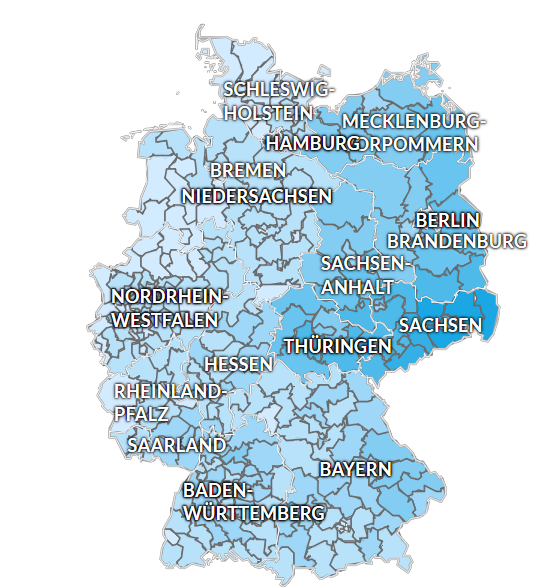 SCHLESWIG-
HOLSTEIN
MECKLENBURG-
VORPOMMERN
HAMBURG
BREMEN
NIEDERSACHSEN
BERLIN
BRANDENBURG
SACHSEN-
ANHALT
NORDRHEIN-
WESTFALEN
SACHSEN
THÜRINGEN
HESSEN
RHEINLAND-
PFALZ
SAARLAND
BAYERN
BADEN-
WÜRTTEMBERG